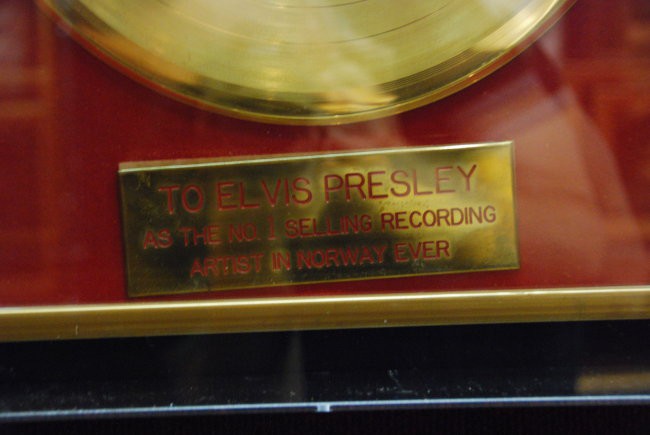 TO ELVIS PRESLEY
AS THE NO. 1 SELLING RECORDING
ARTIST IN NORWAY EVER